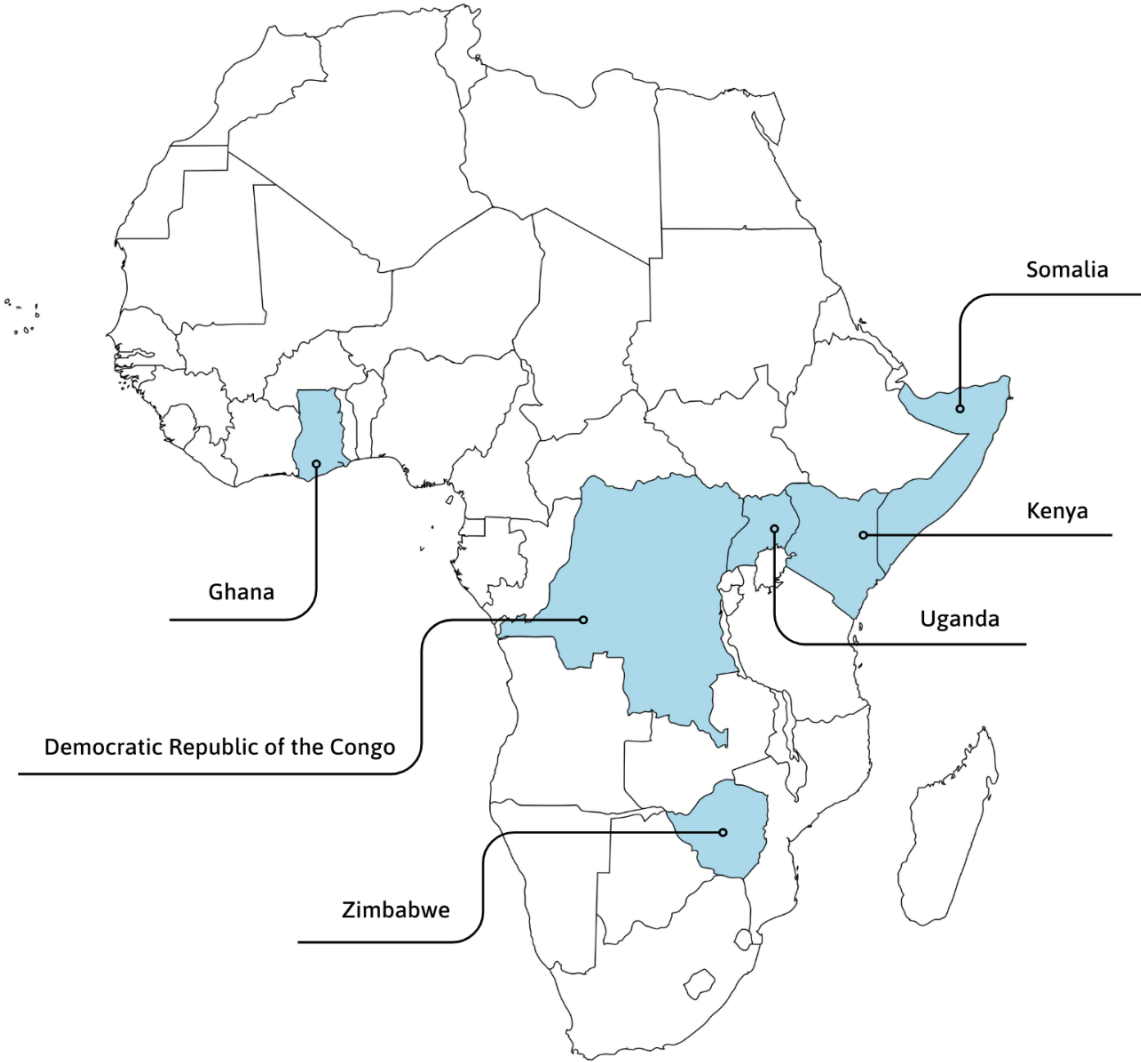 Somalia
Kenya
Ghana
Uganda
Democratic Republic of the Congo
Zimbabwe